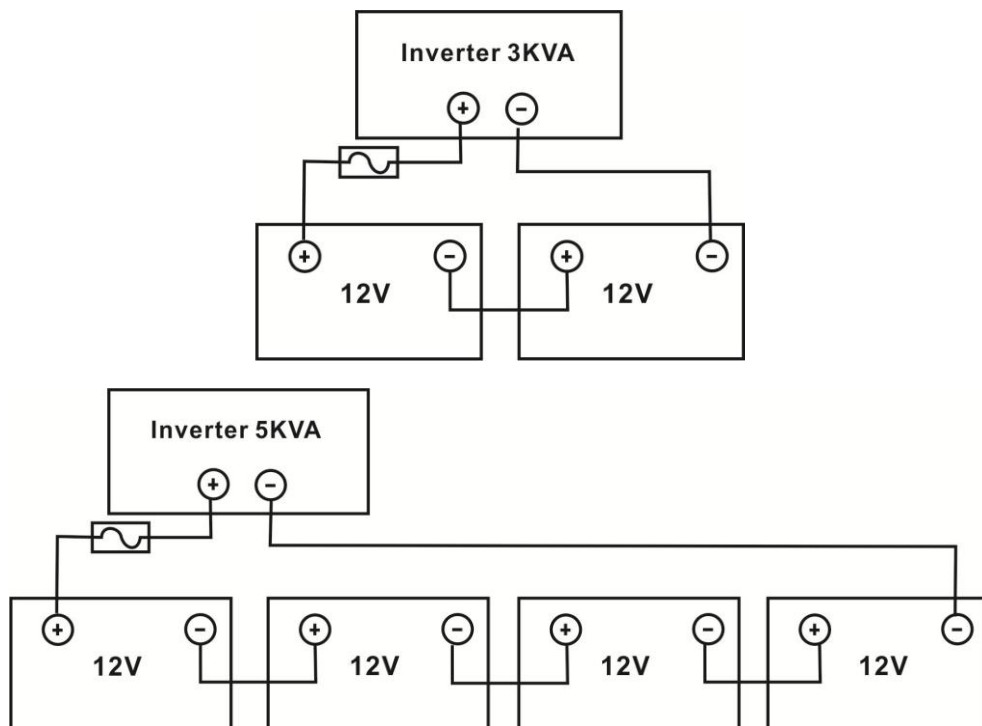 Inverter 3KVA
+ −
+ − + −
12V 12V
Inverter 5KVA
+ −
+ − + − + − + −
12V 12V 12V 12V